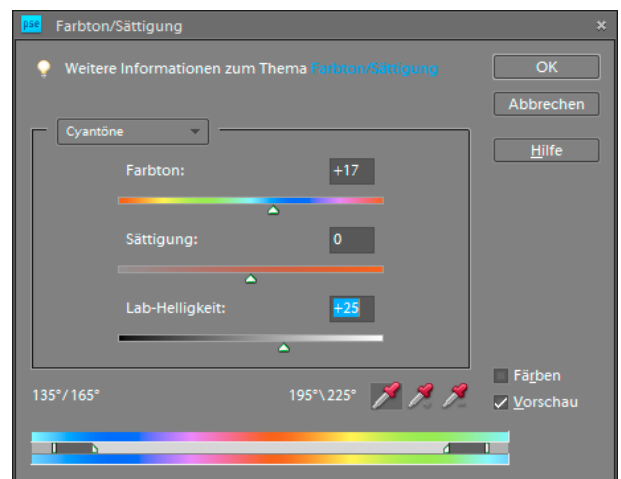 pse Farbton/Sättigung
Weitere Informationen zum Thema Farbton/Sättigung
OK
Abbrechen
Hilfe
Cyantöne
Farbton: +17
Sättigung: 0
Lab-Helligkeit: +25
Färben
Vorschau
135°/165° 195°\225°